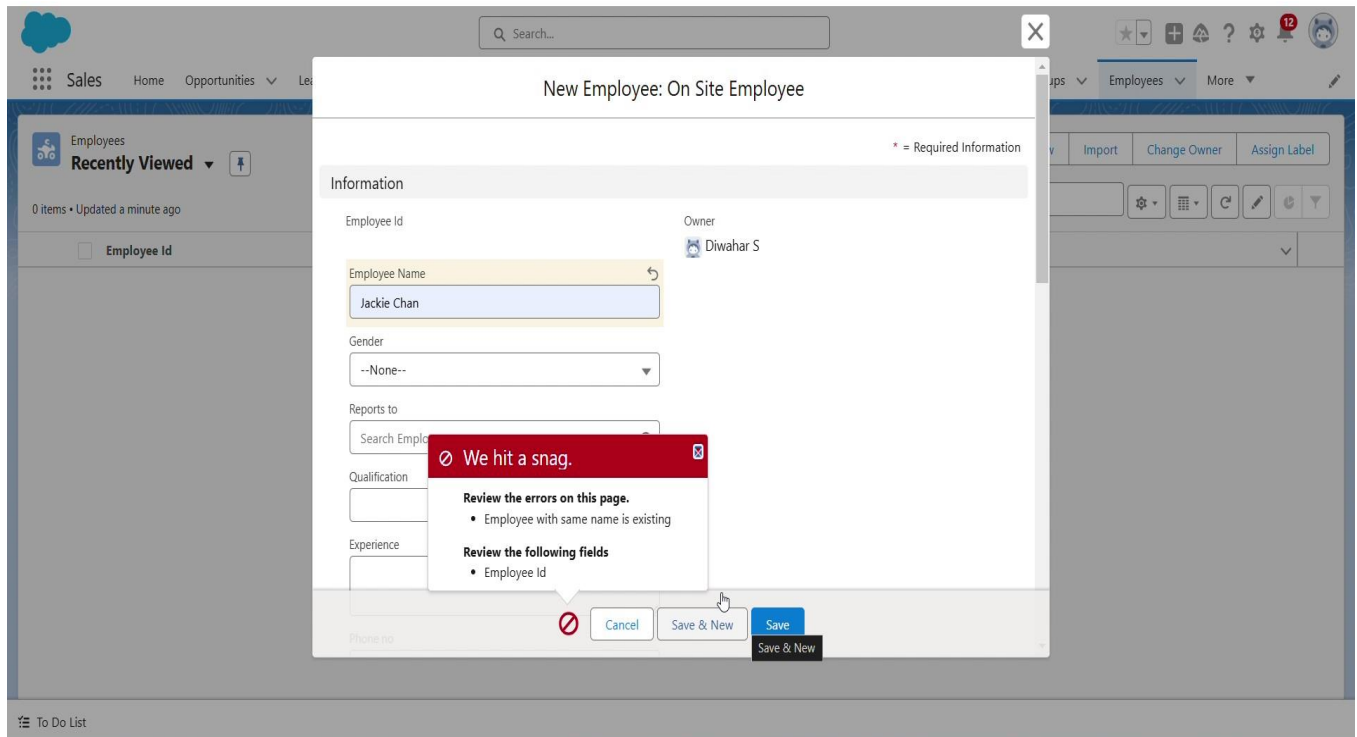 Search...
12
Sales Home Opportunities Lea
ups Employees More
New Employee: On Site Employee
Employees
Recently Viewed
* = Required Information
Import Change Owner Assign Label
Information
0 items • Updated a minute ago
Employee Id
Owner
Diwahar S
Employee Id
Employee Name
Jackie Chan
Gender
--None--
Reports to
Search Emplo
We hit a snag.
Qualification
Review the errors on this page.
• Employee with same name is existing
Experience
Review the following fields
• Employee Id
Cancel Save & New Save
Phone no
Save & New
To Do List